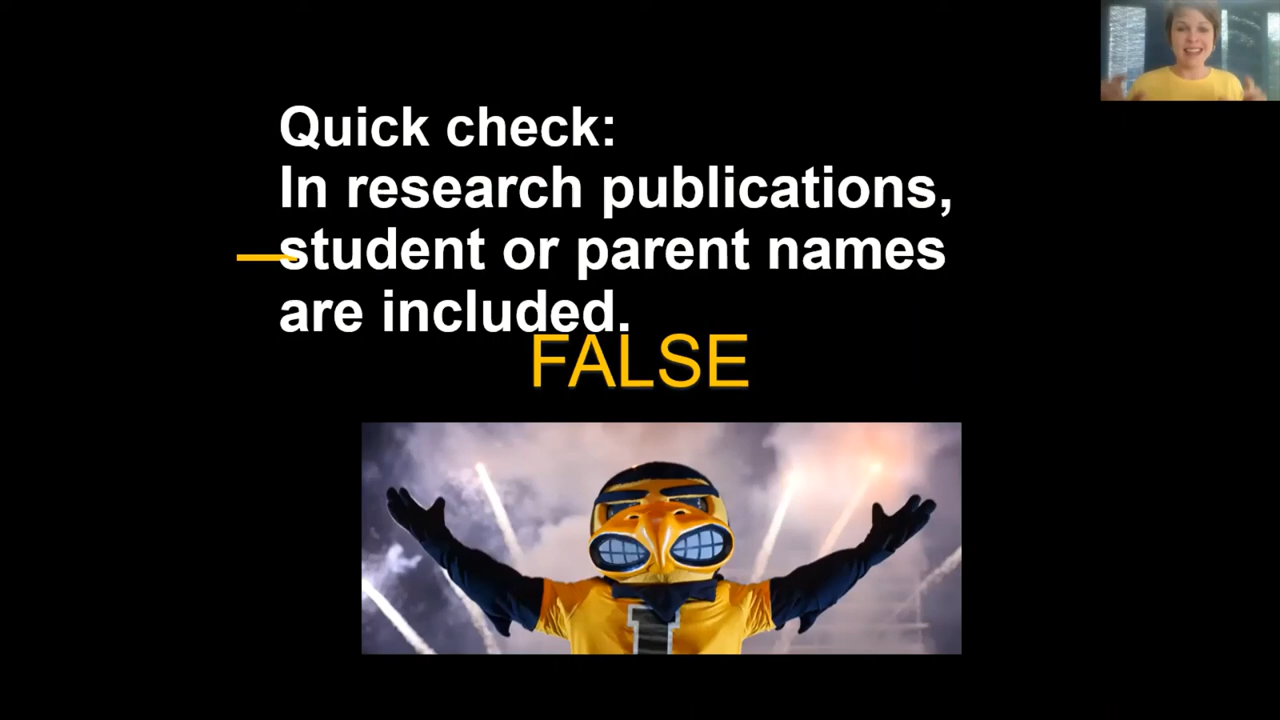 Quick check:
In research publications,
student or parent names
are included.
FALSE
I